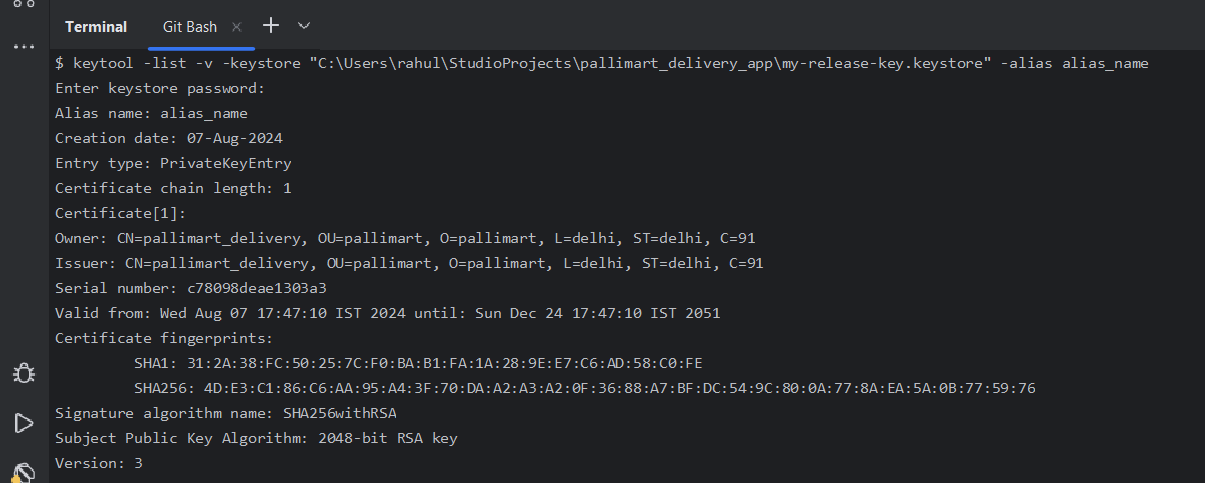 Terminal Git Bash
$ keytool -list -v -keystore "C:\Users\rahul\StudioProjects\pallimart_delivery_app\my-release-key.keystore" -alias alias_name
Enter keystore password:
Alias name: alias_name
Creation date: 07-Aug-2024
Entry type: PrivateKeyEntry
Certificate chain length: 1
Certificate[1]:
Owner: CN=pallimart_delivery, OU=pallimart, O=pallimart, L=delhi, ST=delhi, C=91
Issuer: CN=pallimart_delivery, OU=pallimart, O=pallimart, L=delhi, ST=delhi, C=91
Serial number: c78098deae1303a3
Valid from: Wed Aug 07 17:47:10 IST 2024 until: Sun Dec 24 17:47:10 IST 2051
Certificate fingerprints:
SHA1: 31:2A:38:FC:50:25:7C:F0:BA:B1:FA:1A:28:9E:E7:C6:AD:58:C0:FE
SHA256: 4D:E3:C1:86:C6:AA:95:A4:3F:70:DA:A2:A3:A2:0F:36:88:A7:BF:DC:54:9C:80:0A:77:8A:EA:5A:0B:77:59:76
Signature algorithm name: SHA256withRSA
Subject Public Key Algorithm: 2048-bit RSA key
Version: 3